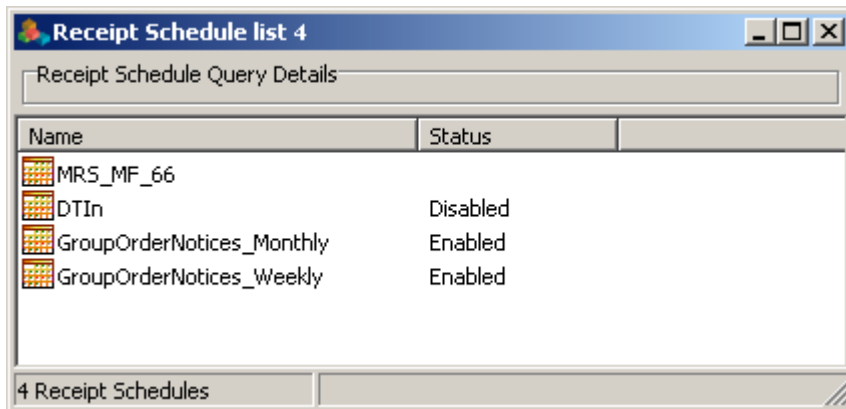 Receipt Schedule list 4
Receipt Schedule Query Details
Name Status
MRS_MF_66
DTIn Disabled
GroupOrderNotices_Monthly Enabled
GroupOrderNotices_Weekly Enabled
4 Receipt Schedules